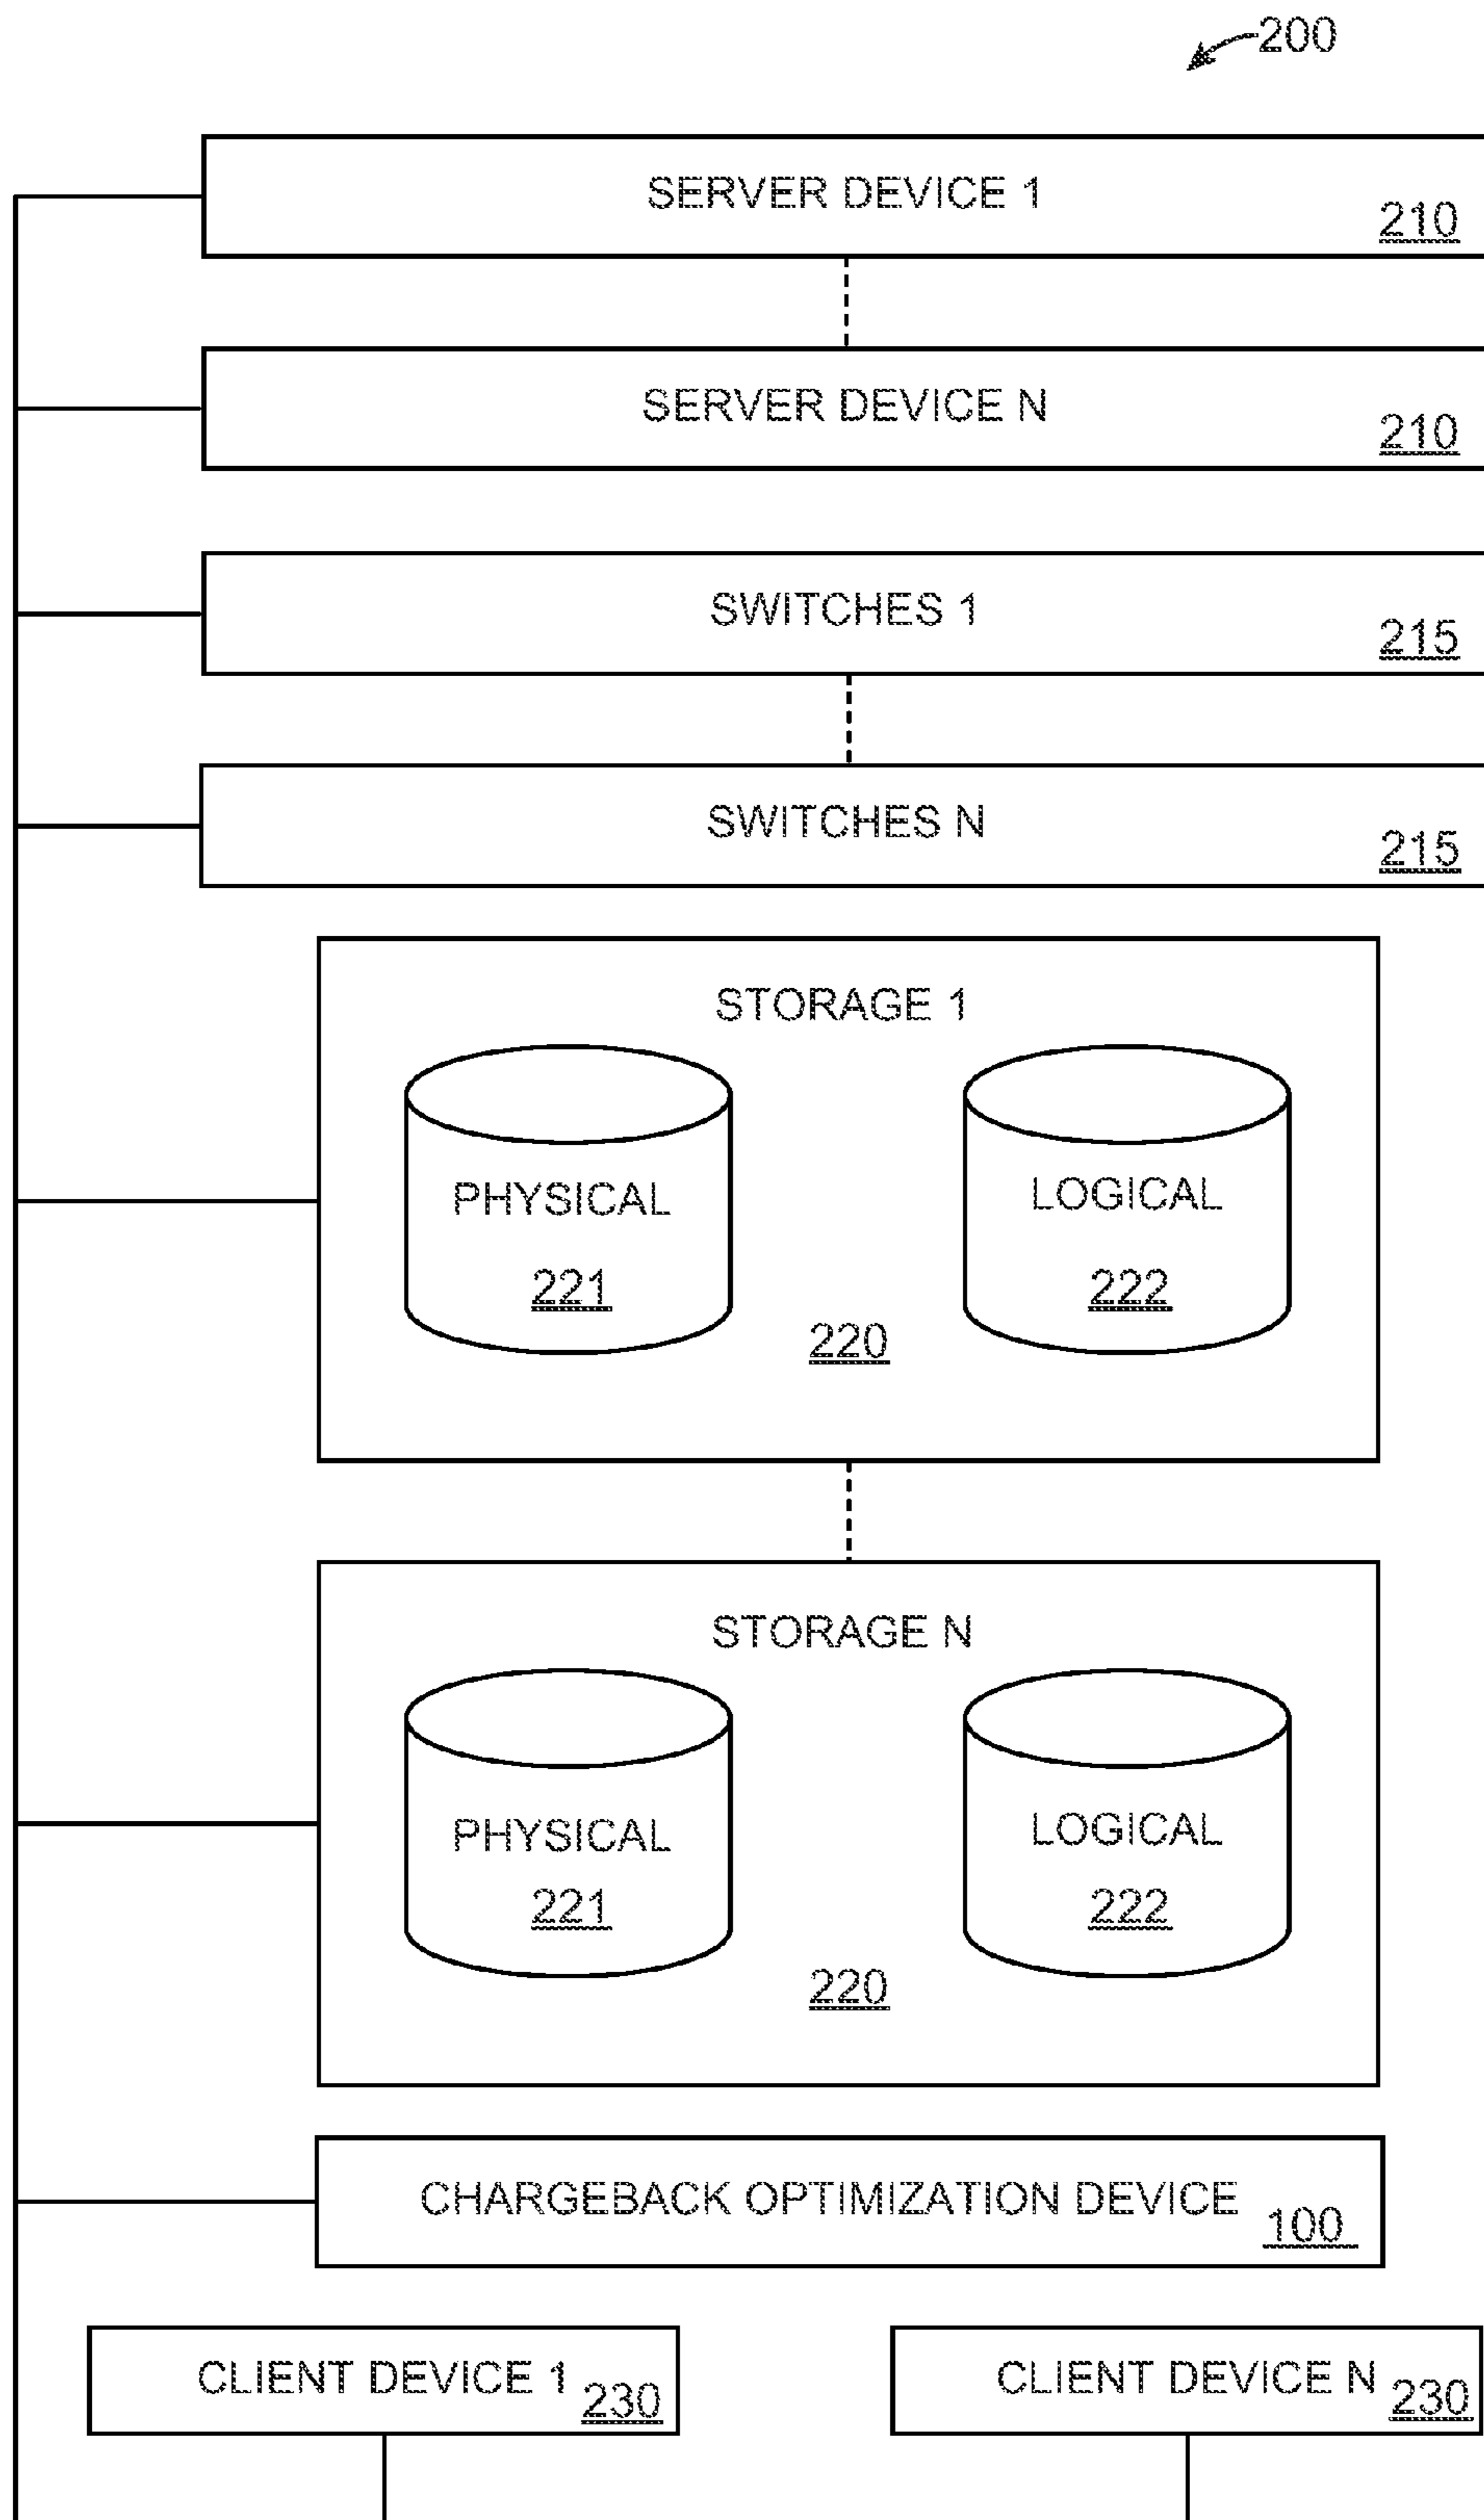 200
SERVER DEVICE 1
210
SERVER DEVICE N
210
SWITCHES 1
215
SWITCHES N
215
STORAGE 1
PHYSICAL
LOGICAL
221
222
220
STORAGE N
PHYSICAL
LOGICAL
221
222
220
CHARGEBACK OPTIMIZATION DEVICE
100
CLIENT DEVICE 1
230
CLIENT DEVICE N
230